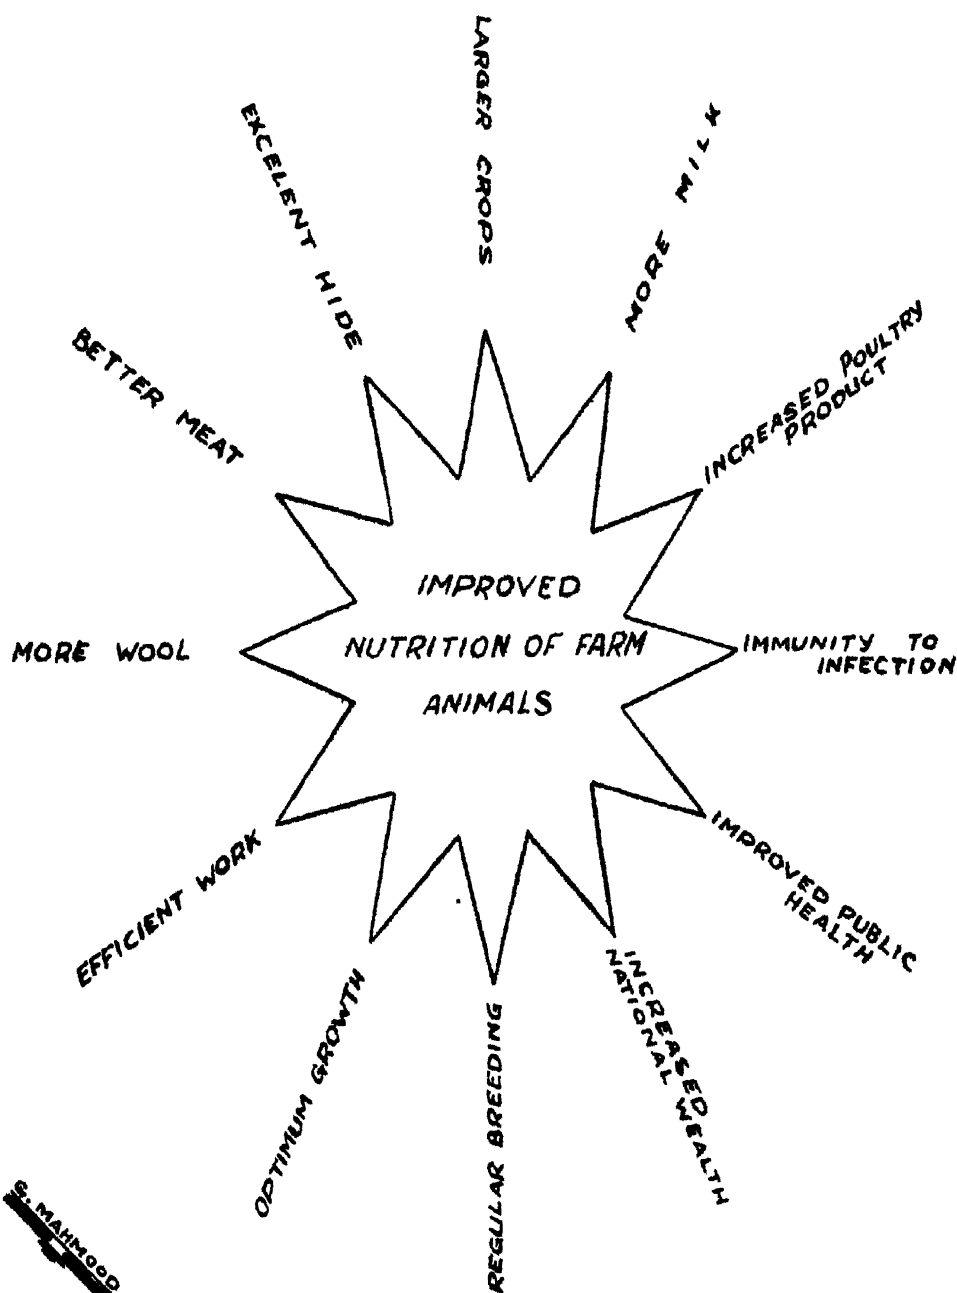 LARGER CROPS
MORE MILK
INCREASED POULTRY
PRODUCT
IMMUNITY TO
INFECTION
IMPROVED PUBLIC
HEALTH
INCREASED
NATIONAL WEALTH
REGULAR BREEDING
OPTIMUM GROWTH
EFFICIENT WORK
MORE WOOL
BETTER MEAT
EXCELENT HIDE
IMPROVED
NUTRITION OF FARM
ANIMALS
G. MAHMOOD